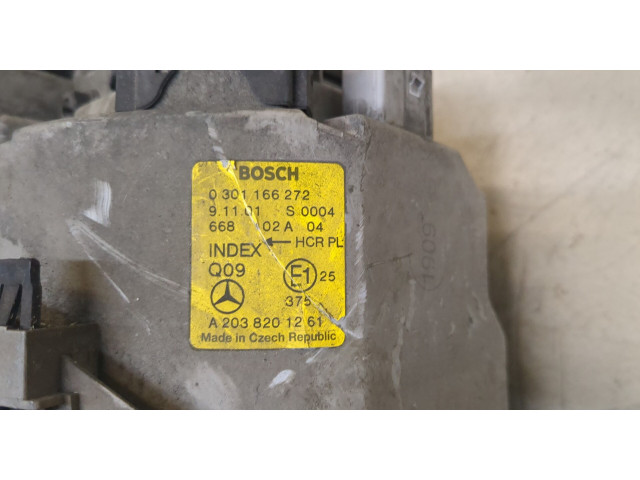 BOSCH
0 301 166 272
9.11.01 S 0004
668 02 A 04
INDEX ← HCR PL
Q09 E1 25
375
A 203 820 12 61
Made in Czech Republic